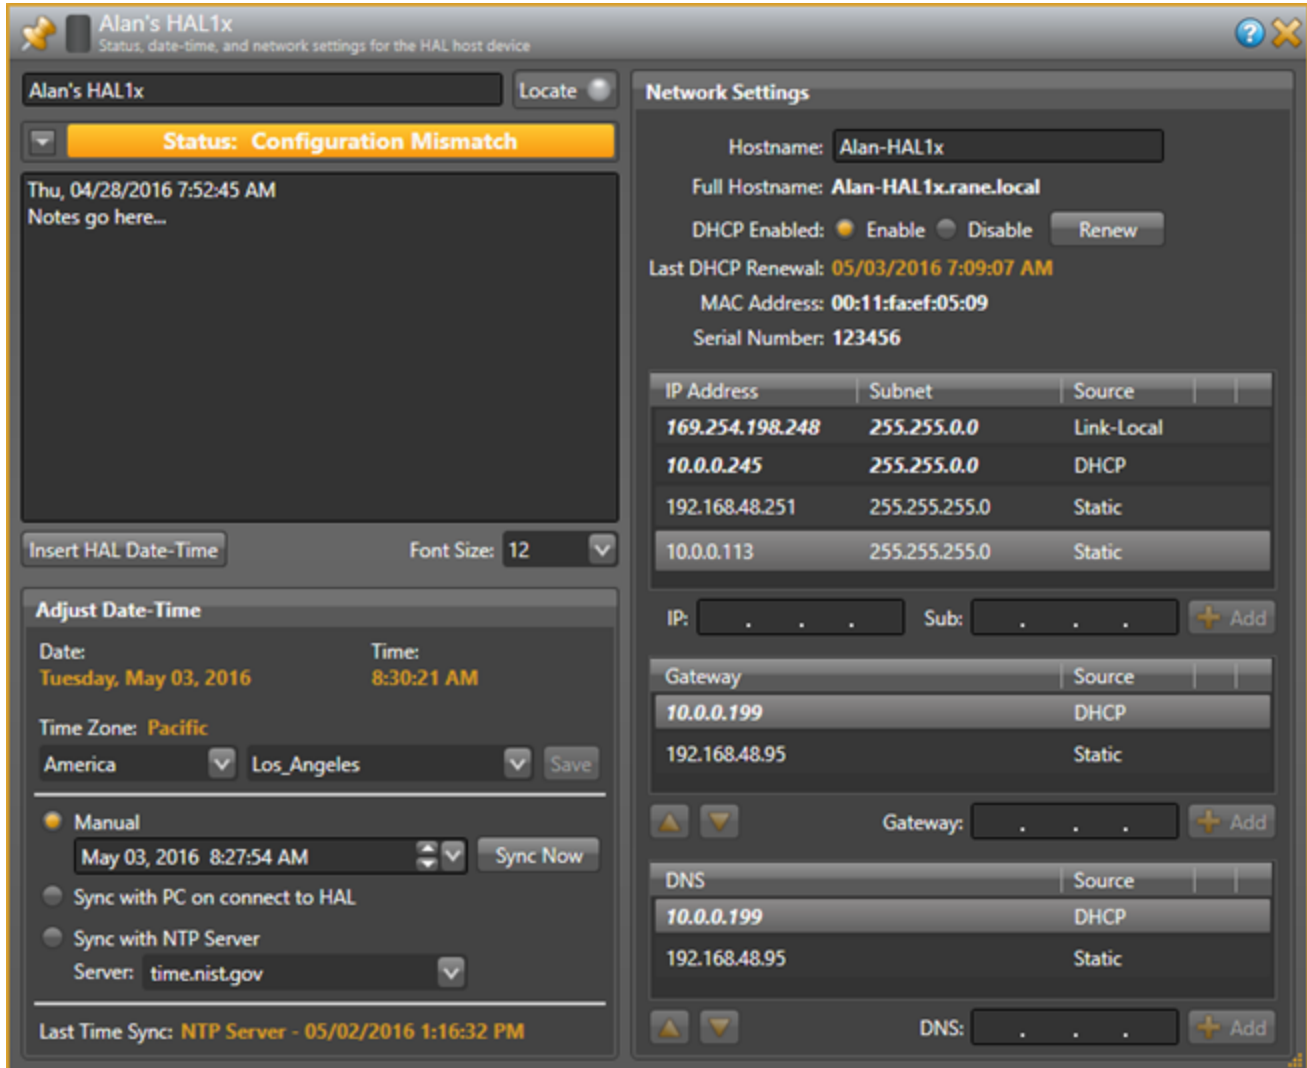 Alan's HAL1x
Status, date-time, and network settings for the HAL host device
Alan's HAL1x
Locate
Status: Configuration Mismatch
Thu, 04/28/2016 7:52:45 AM
Notes go here...
Insert HAL Date-Time
Font Size: 12
Adjust Date-Time
Date: Time:
Tuesday, May 03, 2016 8:30:21 AM
Time Zone: Pacific
America Los_Angeles Save
Manual
May 03, 2016 8:27:54 AM Sync Now
Sync with PC on connect to HAL
Sync with NTP Server
Server: time.nist.gov
Last Time Sync: NTP Server - 05/02/2016 1:16:32 PM
Network Settings
Hostname: Alan-HAL1x
Full Hostname: Alan-HAL1x.rane.local
DHCP Enabled: Enable Disable Renew
Last DHCP Renewal: 05/03/2016 7:09:07 AM
MAC Address: 00:11:fa:ef:05:09
Serial Number: 123456
IP Address Subnet Source
169.254.198.248 255.255.0.0 Link-Local
10.0.0.245 255.255.0.0 DHCP
192.168.48.251 255.255.255.0 Static
10.0.0.113 255.255.255.0 Static
IP: . . . Sub: . . . Add
Gateway Source
10.0.0.199 DHCP
192.168.48.95 Static
Gateway: . . . Add
DNS Source
10.0.0.199 DHCP
192.168.48.95 Static
DNS: . . . Add